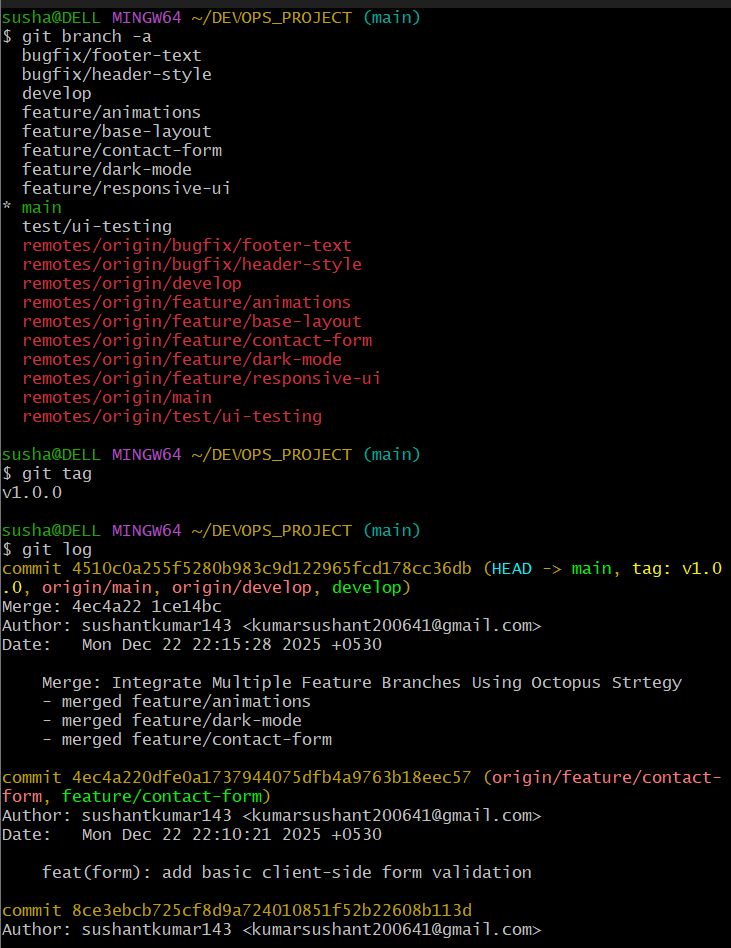 susha@DELL MINGW64 ~/DEVOPS_PROJECT (main)
$ git branch -a
  bugfix/footer-text
  bugfix/header-style
  develop
  feature/animations
  feature/base-layout
  feature/contact-form
  feature/dark-mode
  feature/responsive-ui
* main
  test/ui-testing
  remotes/origin/bugfix/footer-text
  remotes/origin/bugfix/header-style
  remotes/origin/develop
  remotes/origin/feature/animations
  remotes/origin/feature/base-layout
  remotes/origin/feature/contact-form
  remotes/origin/feature/dark-mode
  remotes/origin/feature/responsive-ui
  remotes/origin/main
  remotes/origin/test/ui-testing

susha@DELL MINGW64 ~/DEVOPS_PROJECT (main)
$ git tag
v1.0.0

susha@DELL MINGW64 ~/DEVOPS_PROJECT (main)
$ git log
commit 4510c0a255f5280b983c9d122965fcd178cc36db (HEAD -> main, tag: v1.0
.0, origin/main, origin/develop, develop)
Merge: 4ec4a22 1ce14bc
Author: sushantkumar143 <kumarsushant200641@gmail.com>
Date:   Mon Dec 22 22:15:28 2025 +0530

    Merge: Integrate Multiple Feature Branches Using Octopus Strtegy
    - merged feature/animations
    - merged feature/dark-mode
    - merged feature/contact-form

commit 4ec4a220dfe0a1737944075dfb4a9763b18eec57 (origin/feature/contact-
form, feature/contact-form)
Author: sushantkumar143 <kumarsushant200641@gmail.com>
Date:   Mon Dec 22 22:10:21 2025 +0530

    feat(form): add basic client-side form validation

commit 8ce3ebcb725cf8d9a724010851f52b22608b113d
Author: sushantkumar143 <kumarsushant200641@gmail.com>